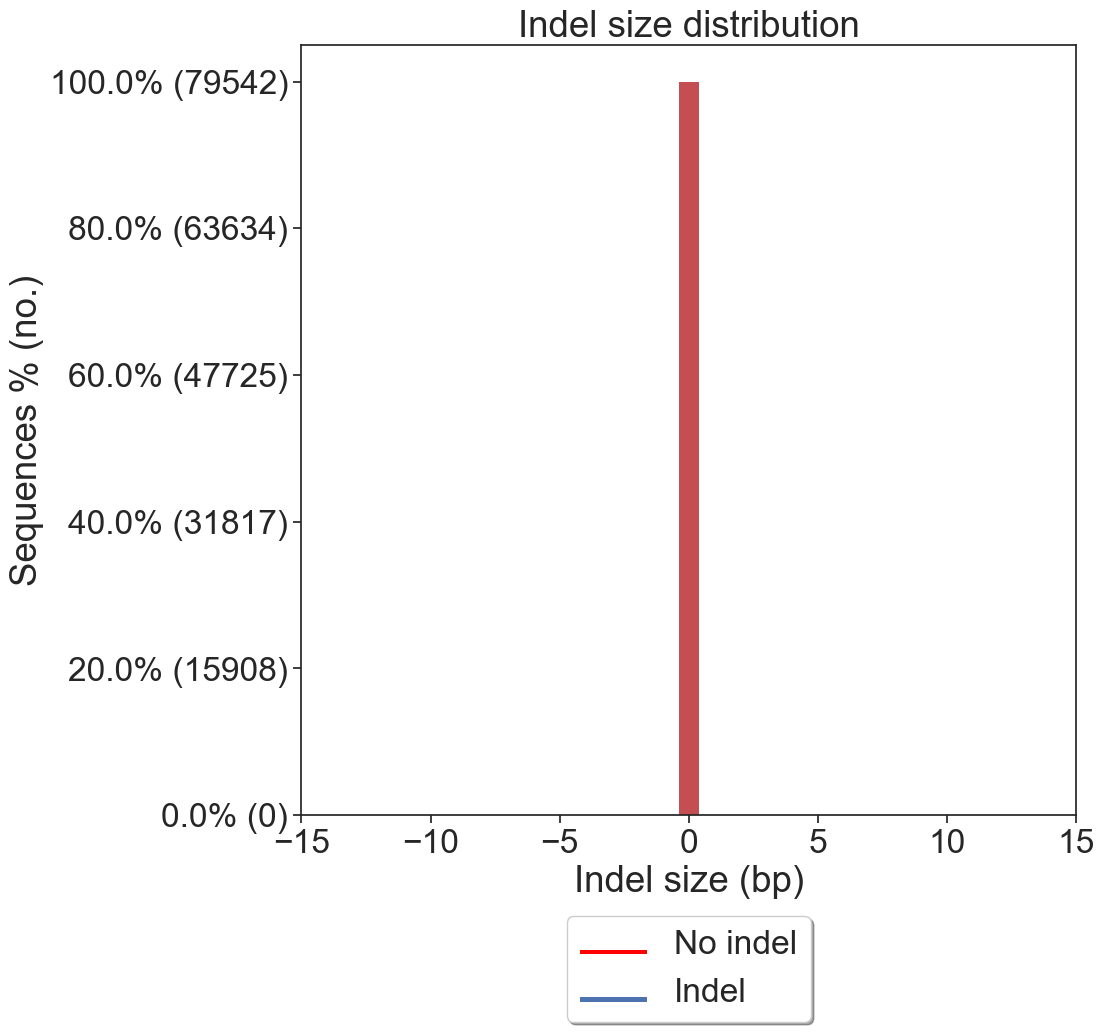 Indel size distribution
Sequences % (no.)
100.0% (79542)
80.0% (63634)
60.0% (47725)
40.0% (31817)
20.0% (15908)
0.0% (0)
−15 −10 −5 0 5 10 15
Indel size (bp)
No indel
Indel